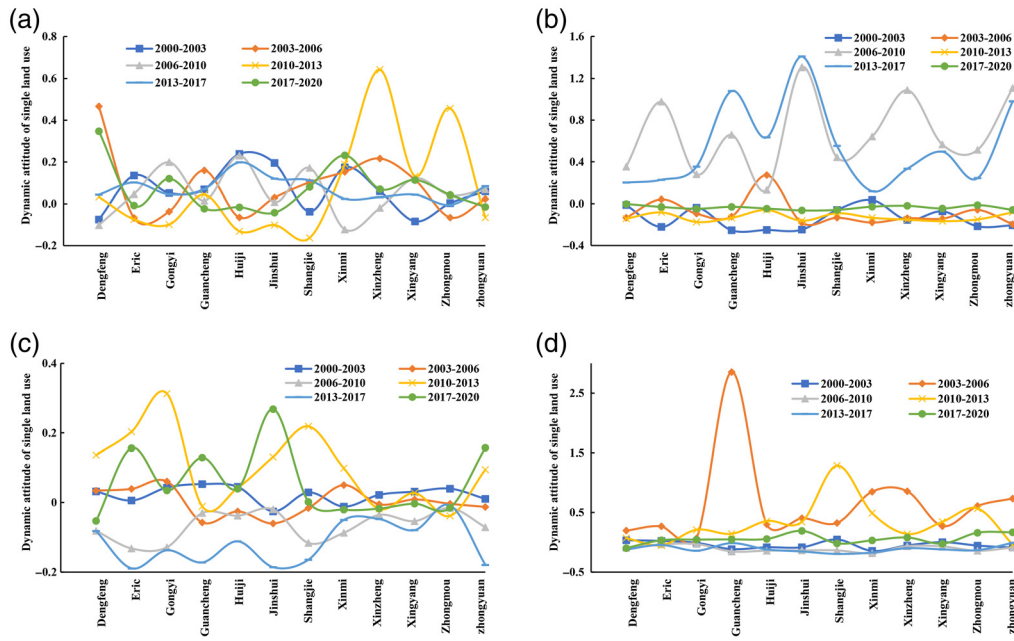 (a)
Dynamic attitude of single land use
0.8
0.6
0.4
0.2
0.0
−0.2
2000-2003
2003-2006
2006-2010
2010-2013
2013-2017
2017-2020
Dengfeng
Eric
Gongyi
Guancheng
Huiji
Jinshui
Shangjie
Xinmi
Xinzheng
Xingyang
Zhongmou
zhongyuan
(b)
Dynamic attitude of single land use
1.6
1.2
0.8
0.4
0.0
−0.4
2000-2003
2003-2006
2006-2010
2010-2013
2013-2017
2017-2020
Dengfeng
Eric
Gongyi
Guancheng
Huiji
Jinshui
Shangjie
Xinmi
Xinzheng
Xingyang
Zhongmou
zhongyuan
(c)
Dynamic attitude of single land use
0.4
0.2
0
−0.2
2000-2003
2003-2006
2006-2010
2010-2013
2013-2017
2017-2020
Dengfeng
Eric
Gongyi
Guancheng
Huiji
Jinshui
Shangjie
Xinmi
Xinzheng
Xingyang
Zhongmou
zhongyuan
(d)
Dynamic attitude of single land use
2.5
1.5
0.5
−0.5
2000-2003
2003-2006
2006-2010
2010-2013
2013-2017
2017-2020
Dengfeng
Eric
Gongyi
Guancheng
Huiji
Jinshui
Shangjie
Xinmi
Xinzheng
Xingyang
Zhongmou
zhongyuan